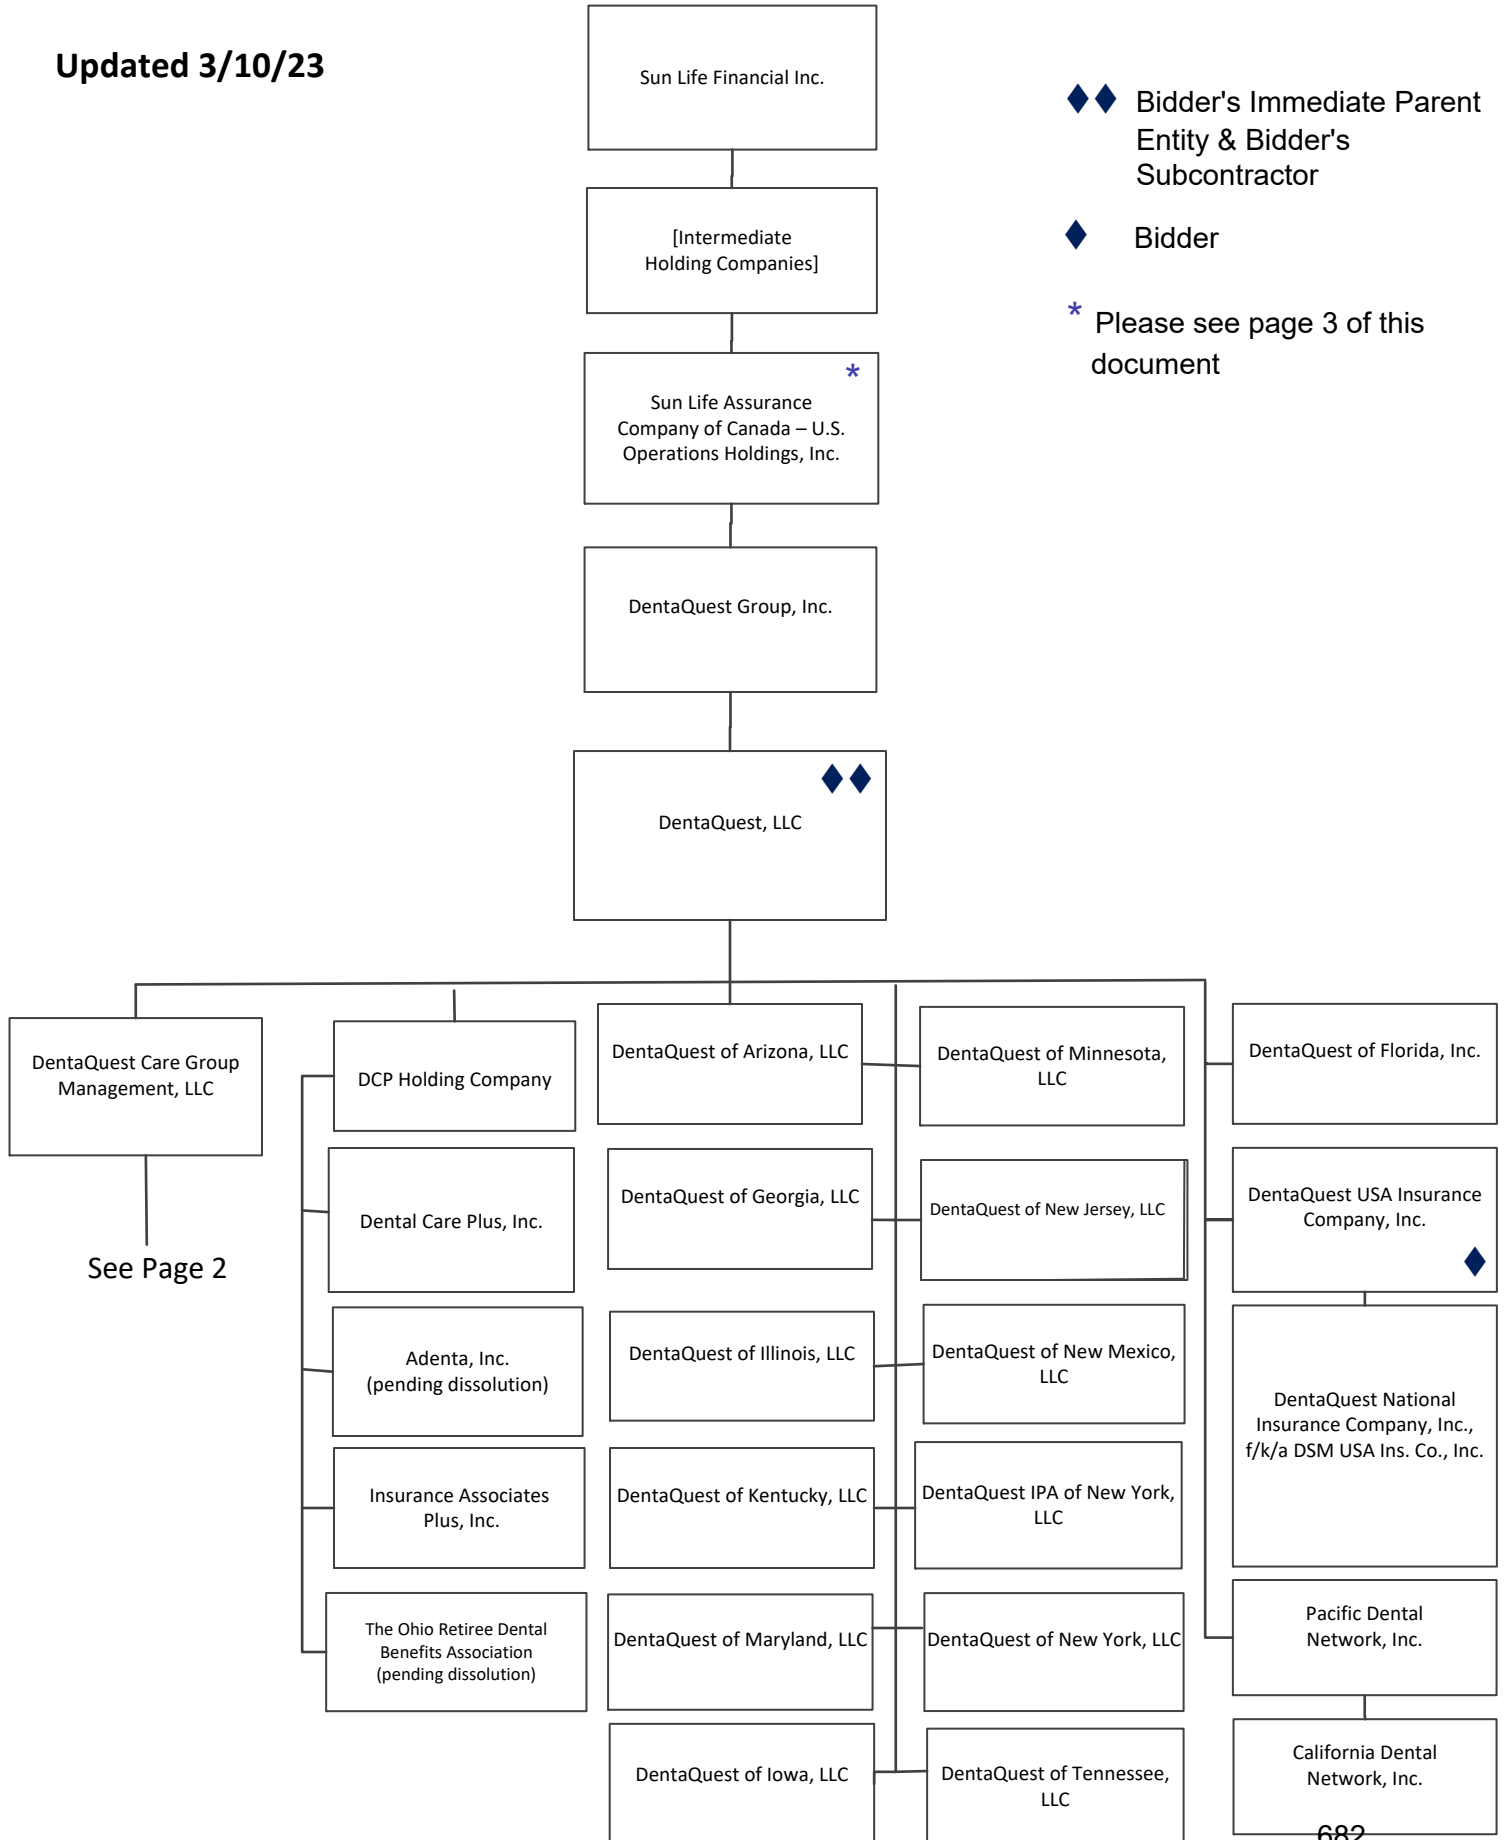 Updated 3/10/23
Sun Life Financial Inc.
♦♦ Bidder's Immediate Parent
Entity & Bidder's
Subcontractor
♦ Bidder
* Please see page 3 of this
document
[Intermediate
Holding Companies]
*
Sun Life Assurance
Company of Canada – U.S.
Operations Holdings, Inc.
DentaQuest Group, Inc.
♦♦
DentaQuest, LLC
DentaQuest Care Group
Management, LLC
See Page 2
DCP Holding Company
Dental Care Plus, Inc.
Adenta, Inc.
(pending dissolution)
Insurance Associates
Plus, Inc.
The Ohio Retiree Dental
Benefits Association
(pending dissolution)
DentaQuest of Arizona, LLC
DentaQuest of Georgia, LLC
DentaQuest of Illinois, LLC
DentaQuest of Kentucky, LLC
DentaQuest of Maryland, LLC
DentaQuest of Iowa, LLC
DentaQuest of Minnesota,
LLC
DentaQuest of New Jersey, LLC
DentaQuest of New Mexico,
LLC
DentaQuest IPA of New York,
LLC
DentaQuest of New York, LLC
DentaQuest of Tennessee,
LLC
DentaQuest of Florida, Inc.
DentaQuest USA Insurance
Company, Inc.
♦
DentaQuest National
Insurance Company, Inc.,
f/k/a DSM USA Ins. Co., Inc.
Pacific Dental
Network, Inc.
California Dental
Network, Inc.
682